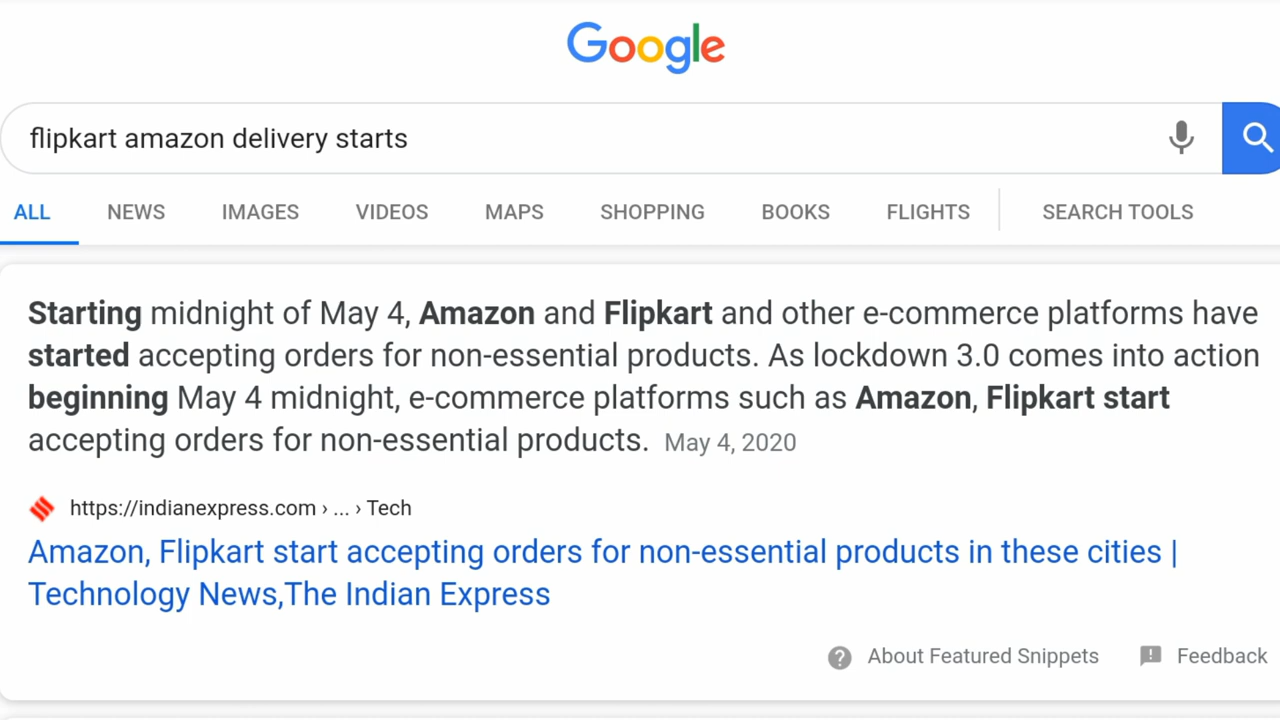 Google
flipkart amazon delivery starts
ALL NEWS IMAGES VIDEOS MAPS SHOPPING BOOKS FLIGHTS SEARCH TOOLS
Starting midnight of May 4, Amazon and Flipkart and other e-commerce platforms have
started accepting orders for non-essential products. As lockdown 3.0 comes into action
beginning May 4 midnight, e-commerce platforms such as Amazon, Flipkart start
accepting orders for non-essential products. May 4, 2020
https://indianexpress.com › ... › Tech
Amazon, Flipkart start accepting orders for non-essential products in these cities |
Technology News,The Indian Express
About Featured Snippets Feedback